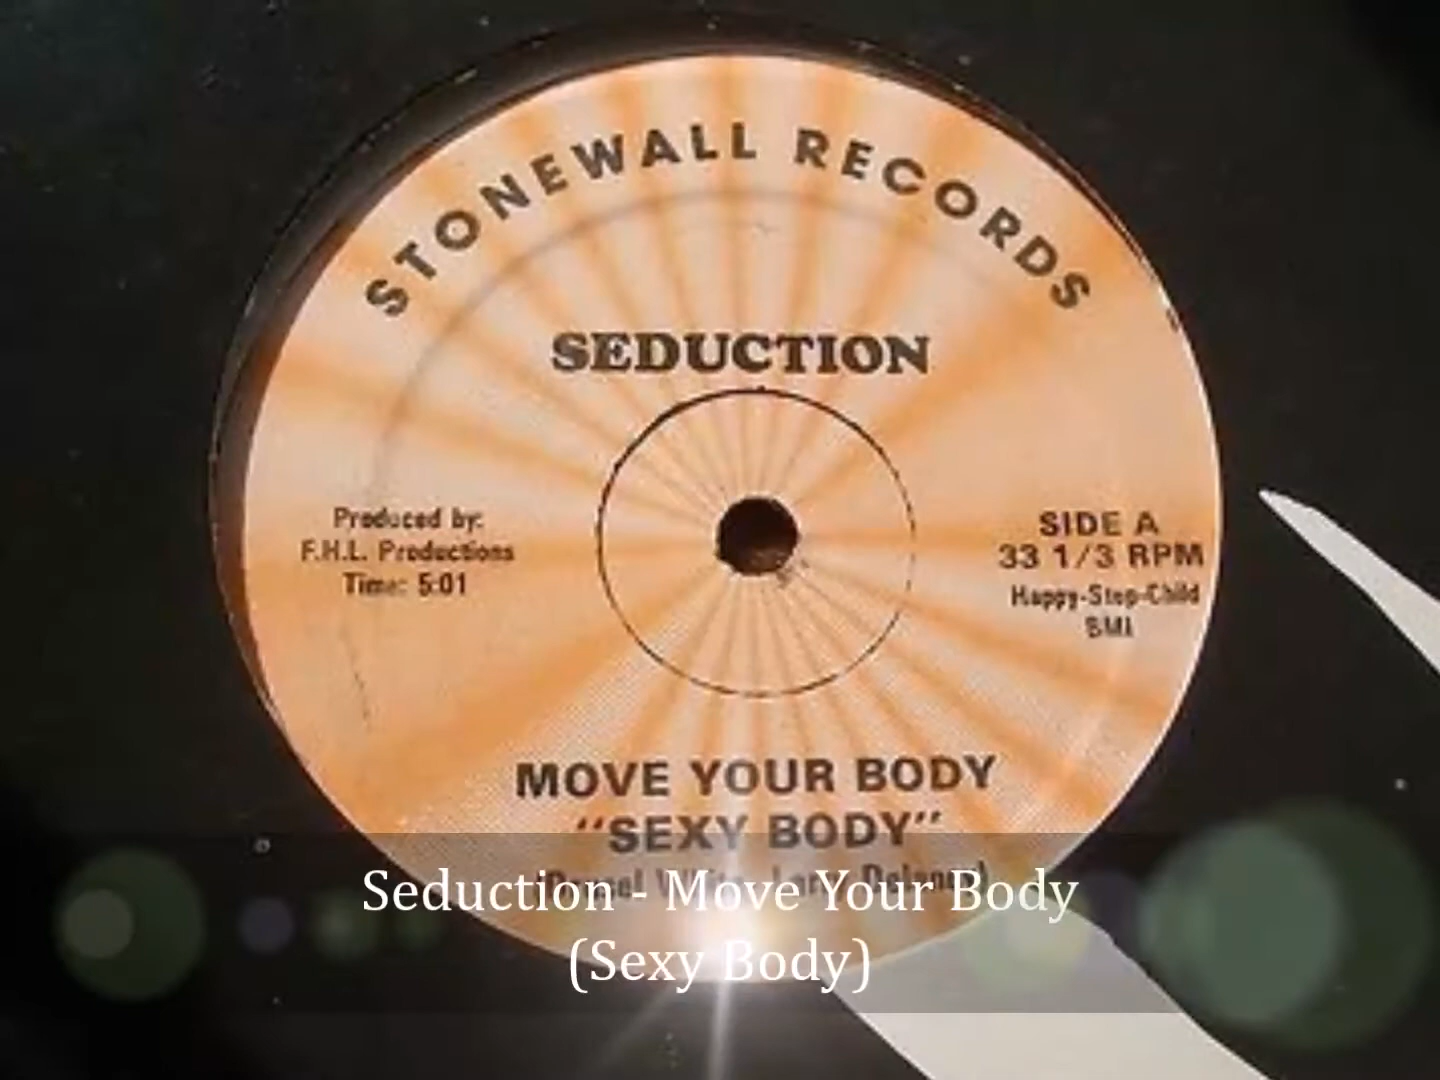 STONEWALL RECORDS
SEDUCTION
Produced by:
F.H.L. Productions
Time: 5:01
SIDE A
33 1/3 RPM
Happy-Step-Child
BMI
MOVE YOUR BODY
"SEXY BODY"
Seduction - Move Your Body
(Sexy Body)